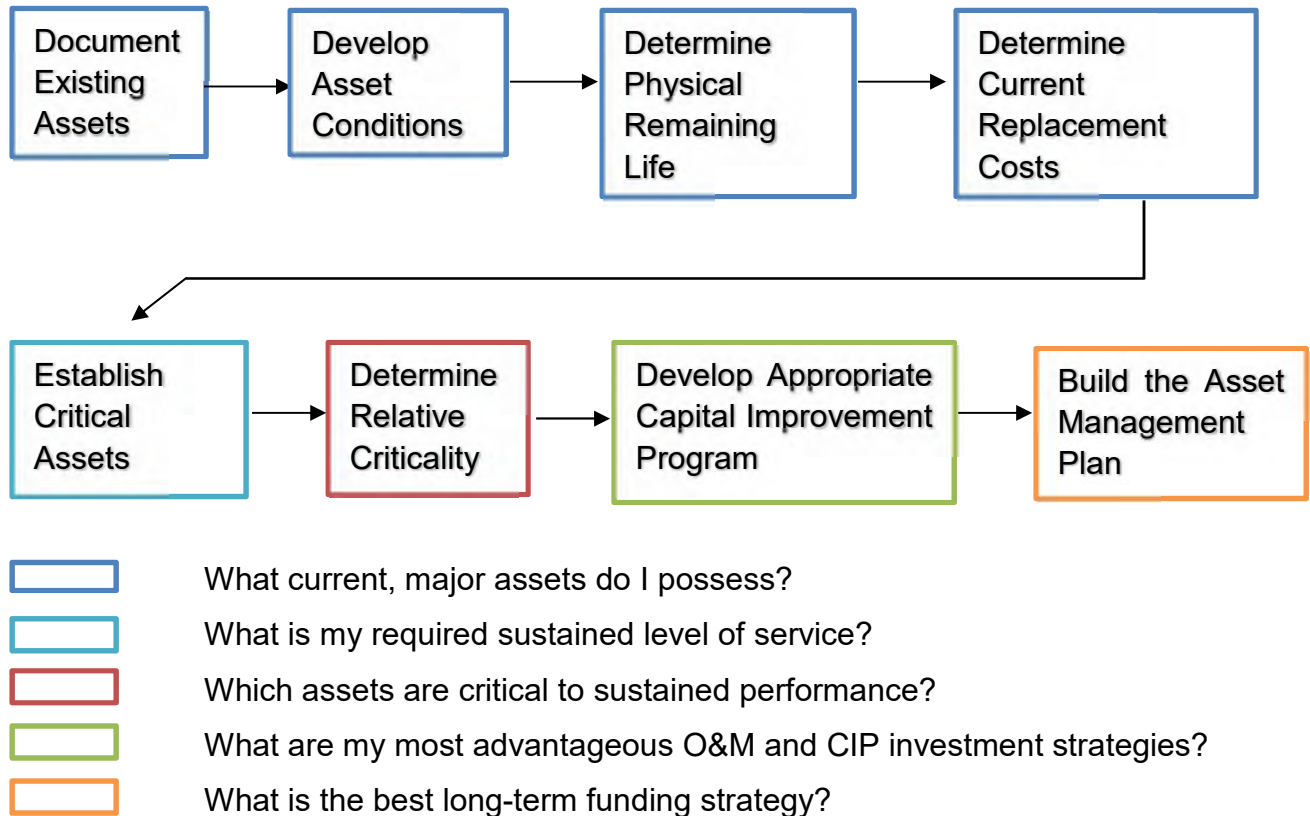 Document
Existing
Assets
Develop
Asset
Conditions
Determine
Physical
Remaining
Life
Determine
Current
Replacement
Costs
Establish
Critical
Assets
Determine
Relative
Criticality
Develop Appropriate
Capital Improvement
Program
Build the Asset
Management
Plan
What current, major assets do I possess?
What is my required sustained level of service?
Which assets are critical to sustained performance?
What are my most advantageous O&M and CIP investment strategies?
What is the best long-term funding strategy?